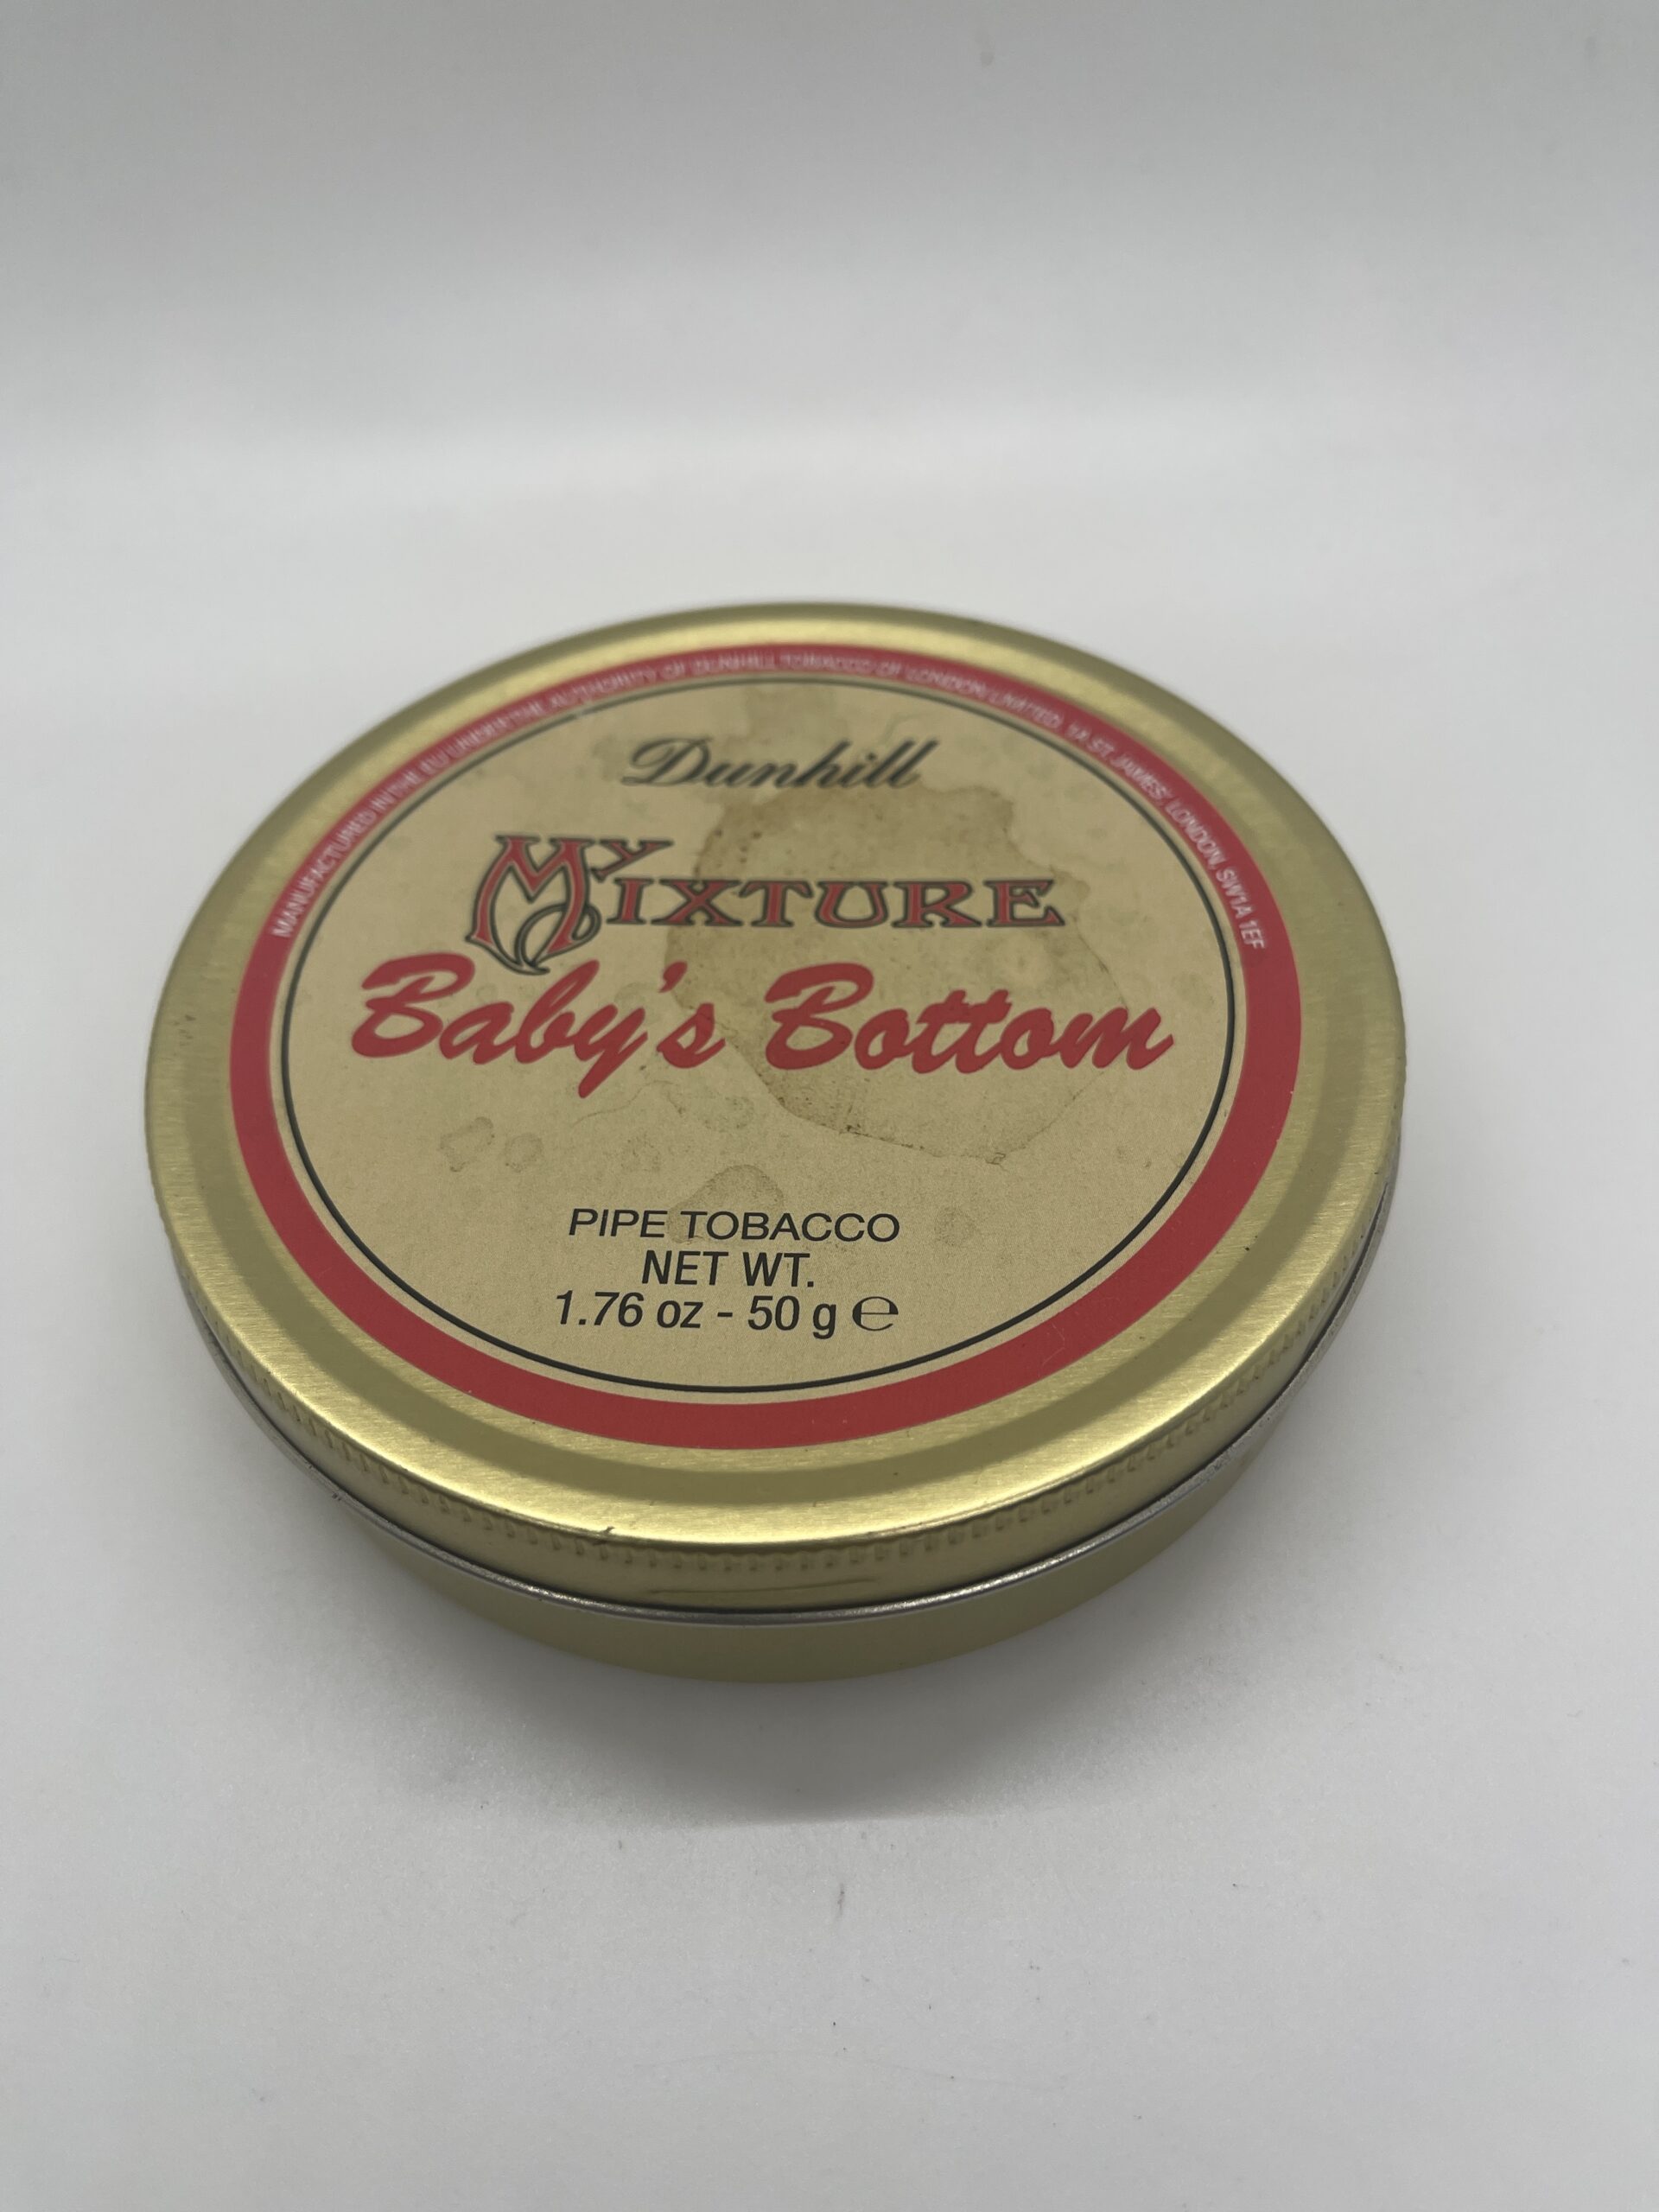 MANUFACTURED IN THE EU UNDER THE AUTHORITY OF DUNHILL TOBACCO OF LONDON LIMITED, 1A ST. JAMES', LONDON, SW1A 1EF
Dunhill
MY MIXTURE
Baby's Bottom
PIPE TOBACCO
NET WT.
1.76 oz - 50 g ℮